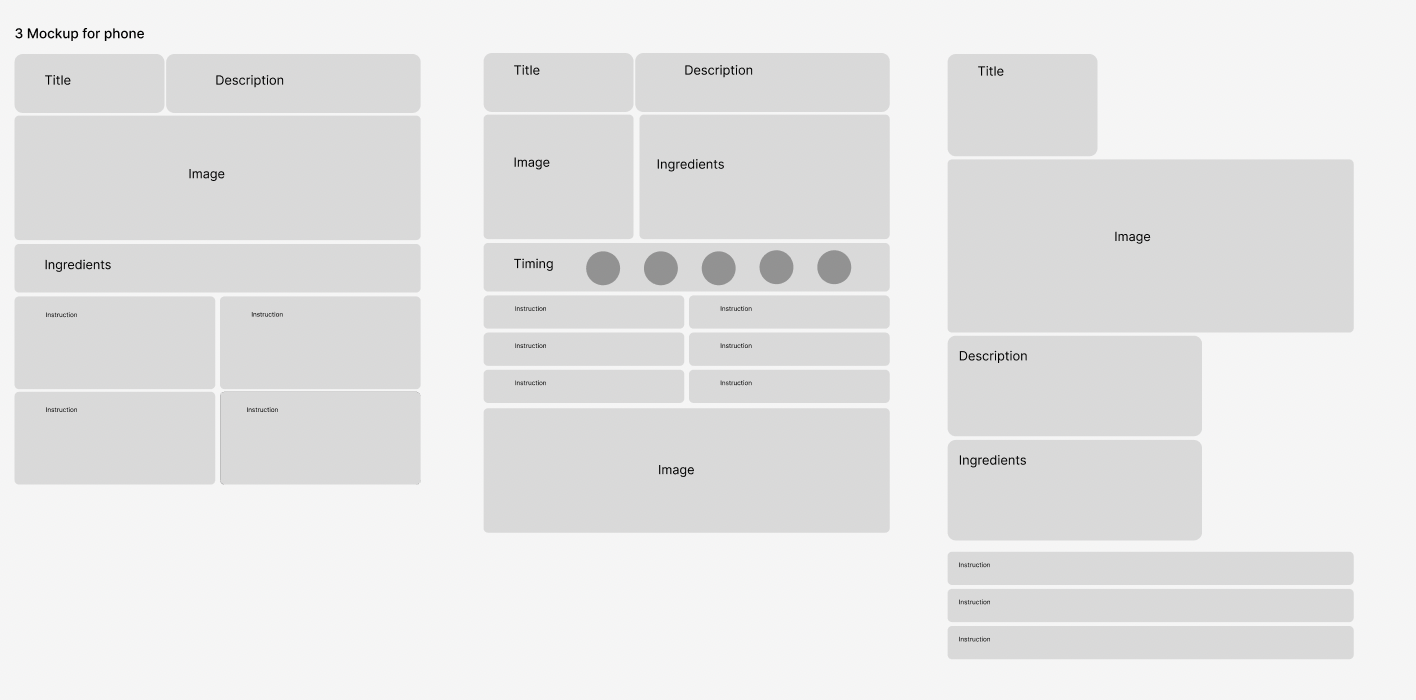 3 Mockup for phone
Title
Description
Image
Ingredients
Instruction
Instruction
Instruction
Instruction
Title
Description
Image
Ingredients
Timing
Instruction
Instruction
Instruction
Instruction
Instruction
Instruction
Image
Title
Image
Description
Ingredients
Instruction
Instruction
Instruction